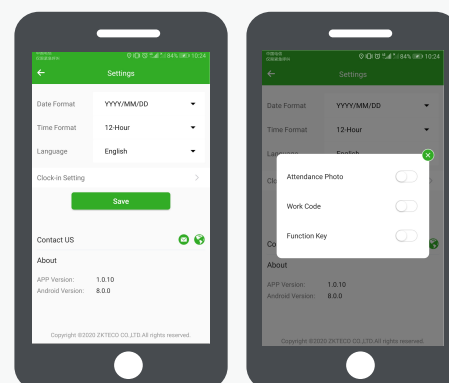 84% 10:24
Settings
Date Format YYYY/MM/DD
Time Format 12-Hour
Language English
Clock-in Setting
Save
Contact US
About
APP Version: 1.0.10
Android Version: 8.0.0
Copyright ©2020 ZKTECO CO.,LTD.All rights reserved.
84% 10:24
Settings
Date Format YYYY/MM/DD
Time Format 12-Hour
Language English
Attendance Photo
Work Code
Function Key
About
APP Version: 1.0.10
Android Version: 8.0.0
Copyright ©2020 ZKTECO CO.,LTD.All rights reserved.